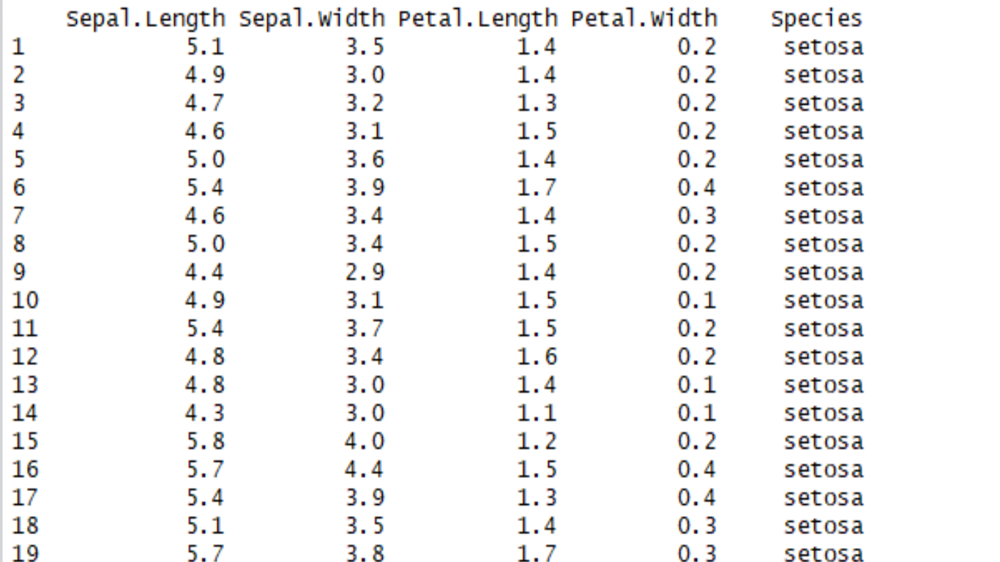 Sepal.Length Sepal.Width Petal.Length Petal.Width Species
1 5.1 3.5 1.4 0.2 setosa
2 4.9 3.0 1.4 0.2 setosa
3 4.7 3.2 1.3 0.2 setosa
4 4.6 3.1 1.5 0.2 setosa
5 5.0 3.6 1.4 0.2 setosa
6 5.4 3.9 1.7 0.4 setosa
7 4.6 3.4 1.4 0.3 setosa
8 5.0 3.4 1.5 0.2 setosa
9 4.4 2.9 1.4 0.2 setosa
10 4.9 3.1 1.5 0.1 setosa
11 5.4 3.7 1.5 0.2 setosa
12 4.8 3.4 1.6 0.2 setosa
13 4.8 3.0 1.4 0.1 setosa
14 4.3 3.0 1.1 0.1 setosa
15 5.8 4.0 1.2 0.2 setosa
16 5.7 4.4 1.5 0.4 setosa
17 5.4 3.9 1.3 0.4 setosa
18 5.1 3.5 1.4 0.3 setosa
19 5.7 3.8 1.7 0.3 setosa